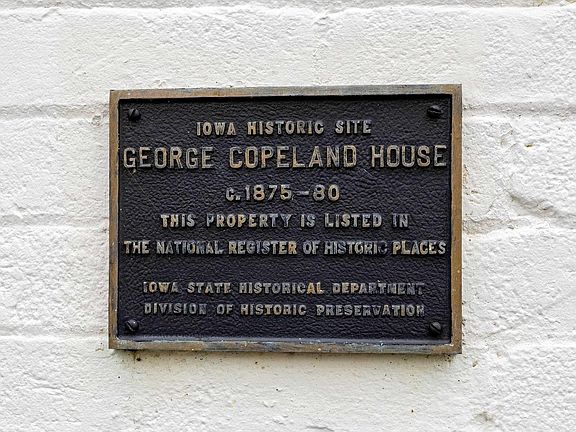 IOWA HISTORIC SITE
GEORGE COPELAND HOUSE
c.1875-80
THIS PROPERTY IS LISTED IN
THE NATIONAL REGISTER OF HISTORIC PLACES
IOWA STATE HISTORICAL DEPARTMENT
DIVISION OF HISTORIC PRESERVATION